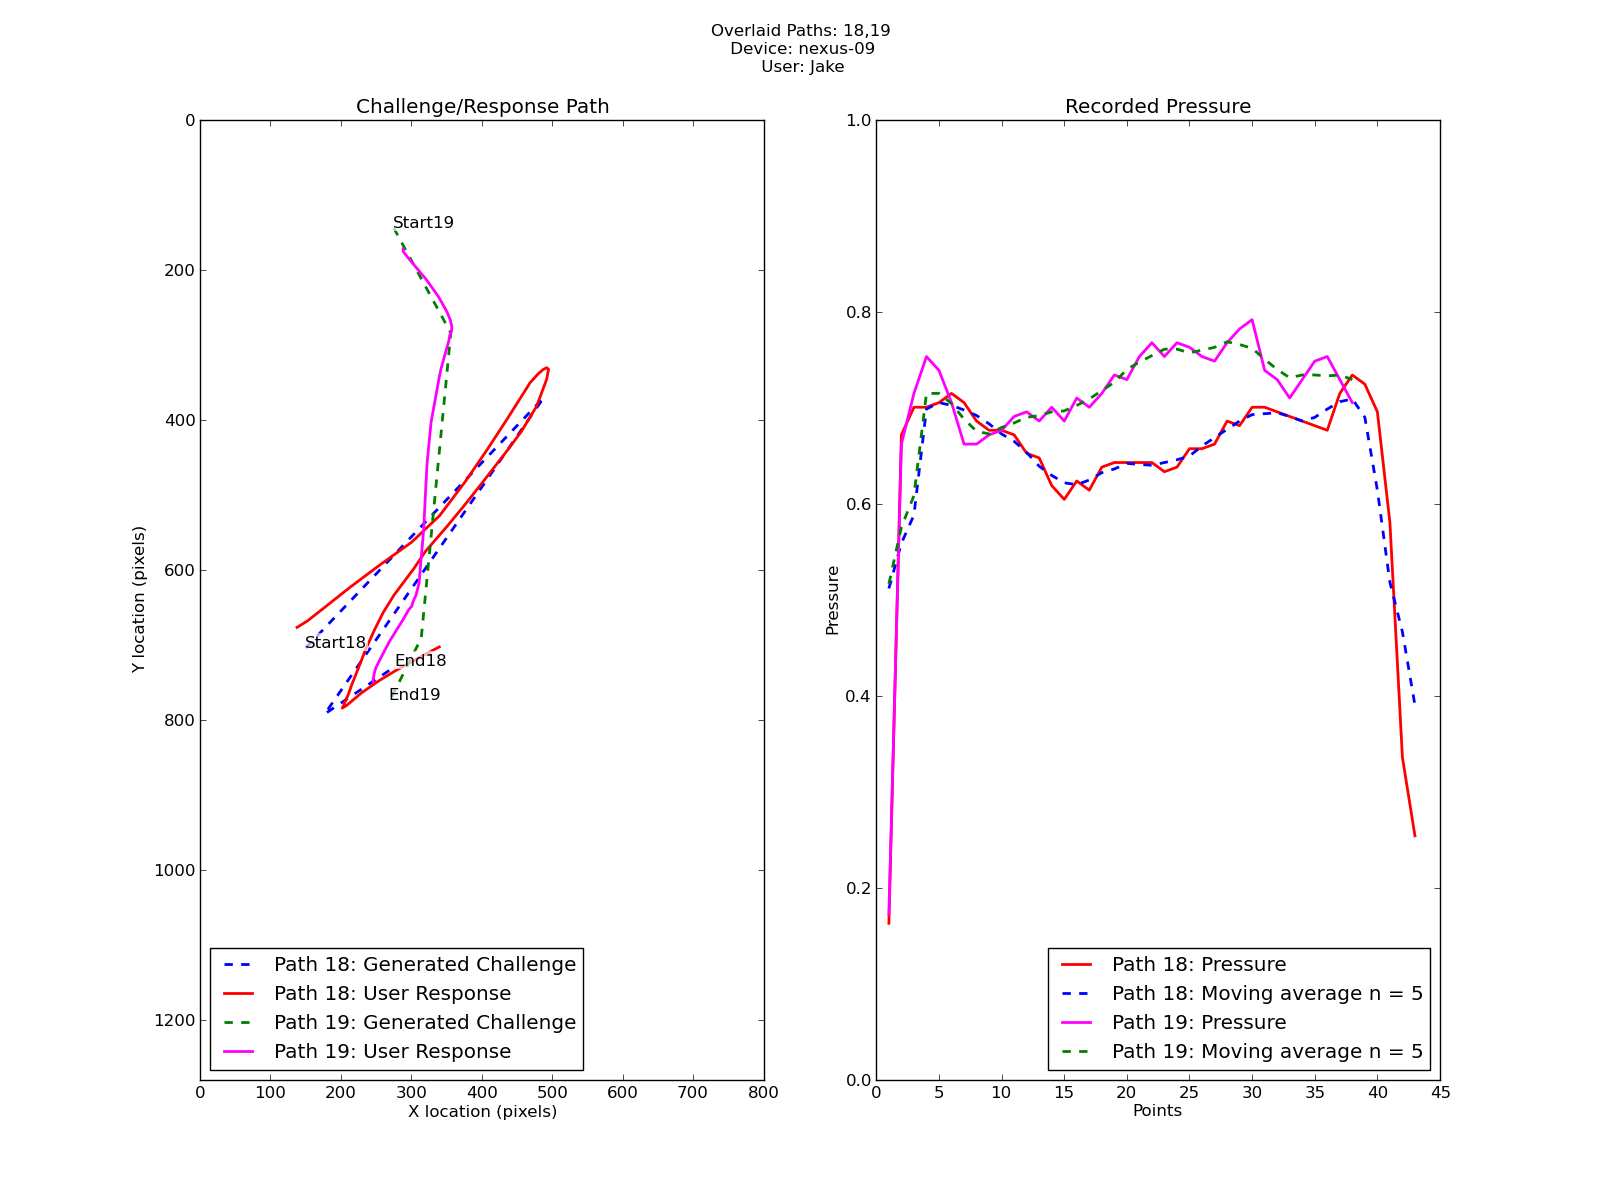 Overlaid Paths: 18,19
Device: nexus-09
User: Jake
Challenge/Response Path
0
200
400
600
800
1000
1200
Y location (pixels)
Start19
Start18
End18
End19
Path 18: Generated Challenge
Path 18: User Response
Path 19: Generated Challenge
Path 19: User Response
0 100 200 300 400 500 600 700 800
X location (pixels)
Recorded Pressure
1.0
0.8
0.6
0.4
0.2
0.0
Pressure
Path 18: Pressure
Path 18: Moving average n = 5
Path 19: Pressure
Path 19: Moving average n = 5
0 5 10 15 20 25 30 35 40 45
Points